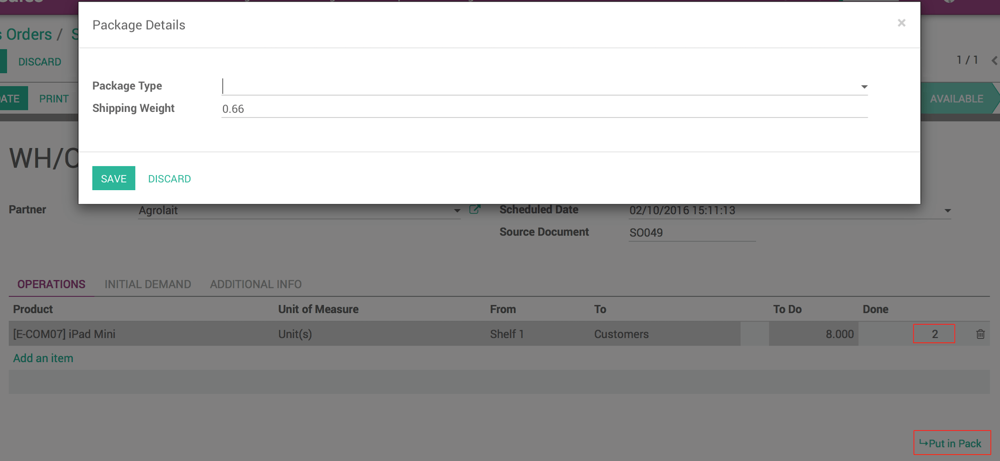 Package Details
×
s Orders / S
DISCARD
1 / 1
Package Type
Shipping Weight 0.66
DATE PRINT
AVAILABLE
WH/O
SAVE DISCARD
Partner Agrolait
Scheduled Date 02/10/2016 15:11:13
Source Document SO049
OPERATIONS INITIAL DEMAND ADDITIONAL INFO
Product Unit of Measure From To To Do Done
[E-COM07] iPad Mini Unit(s) Shelf 1 Customers 8.000 2
Add an item
Put in Pack